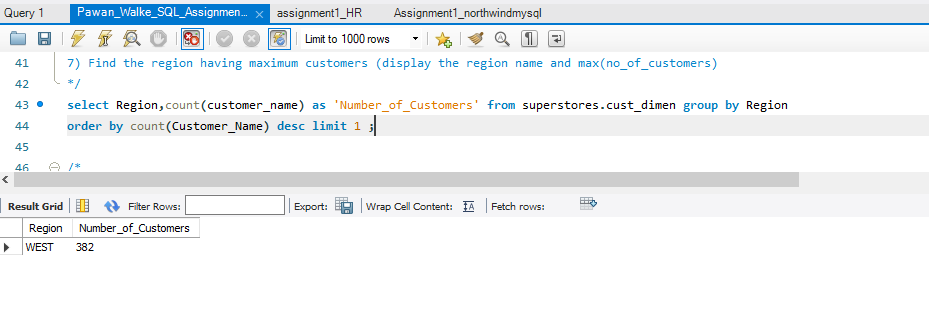 Query 1 Pawan_Walke_SQL_Assignmen... × assignment1_HR Assignment1_northwindmysql
Limit to 1000 rows
41 7) Find the region having maximum customers (display the region name and max(no_of_customers)
42 */
43 select Region,count(customer_name) as 'Number_of_Customers' from superstores.cust_dimen group by Region
44 order by count(Customer_Name) desc limit 1 ;
45
46 /*
Result Grid Filter Rows: Export: Wrap Cell Content: IA Fetch rows:
Region Number_of_Customers
WEST 382